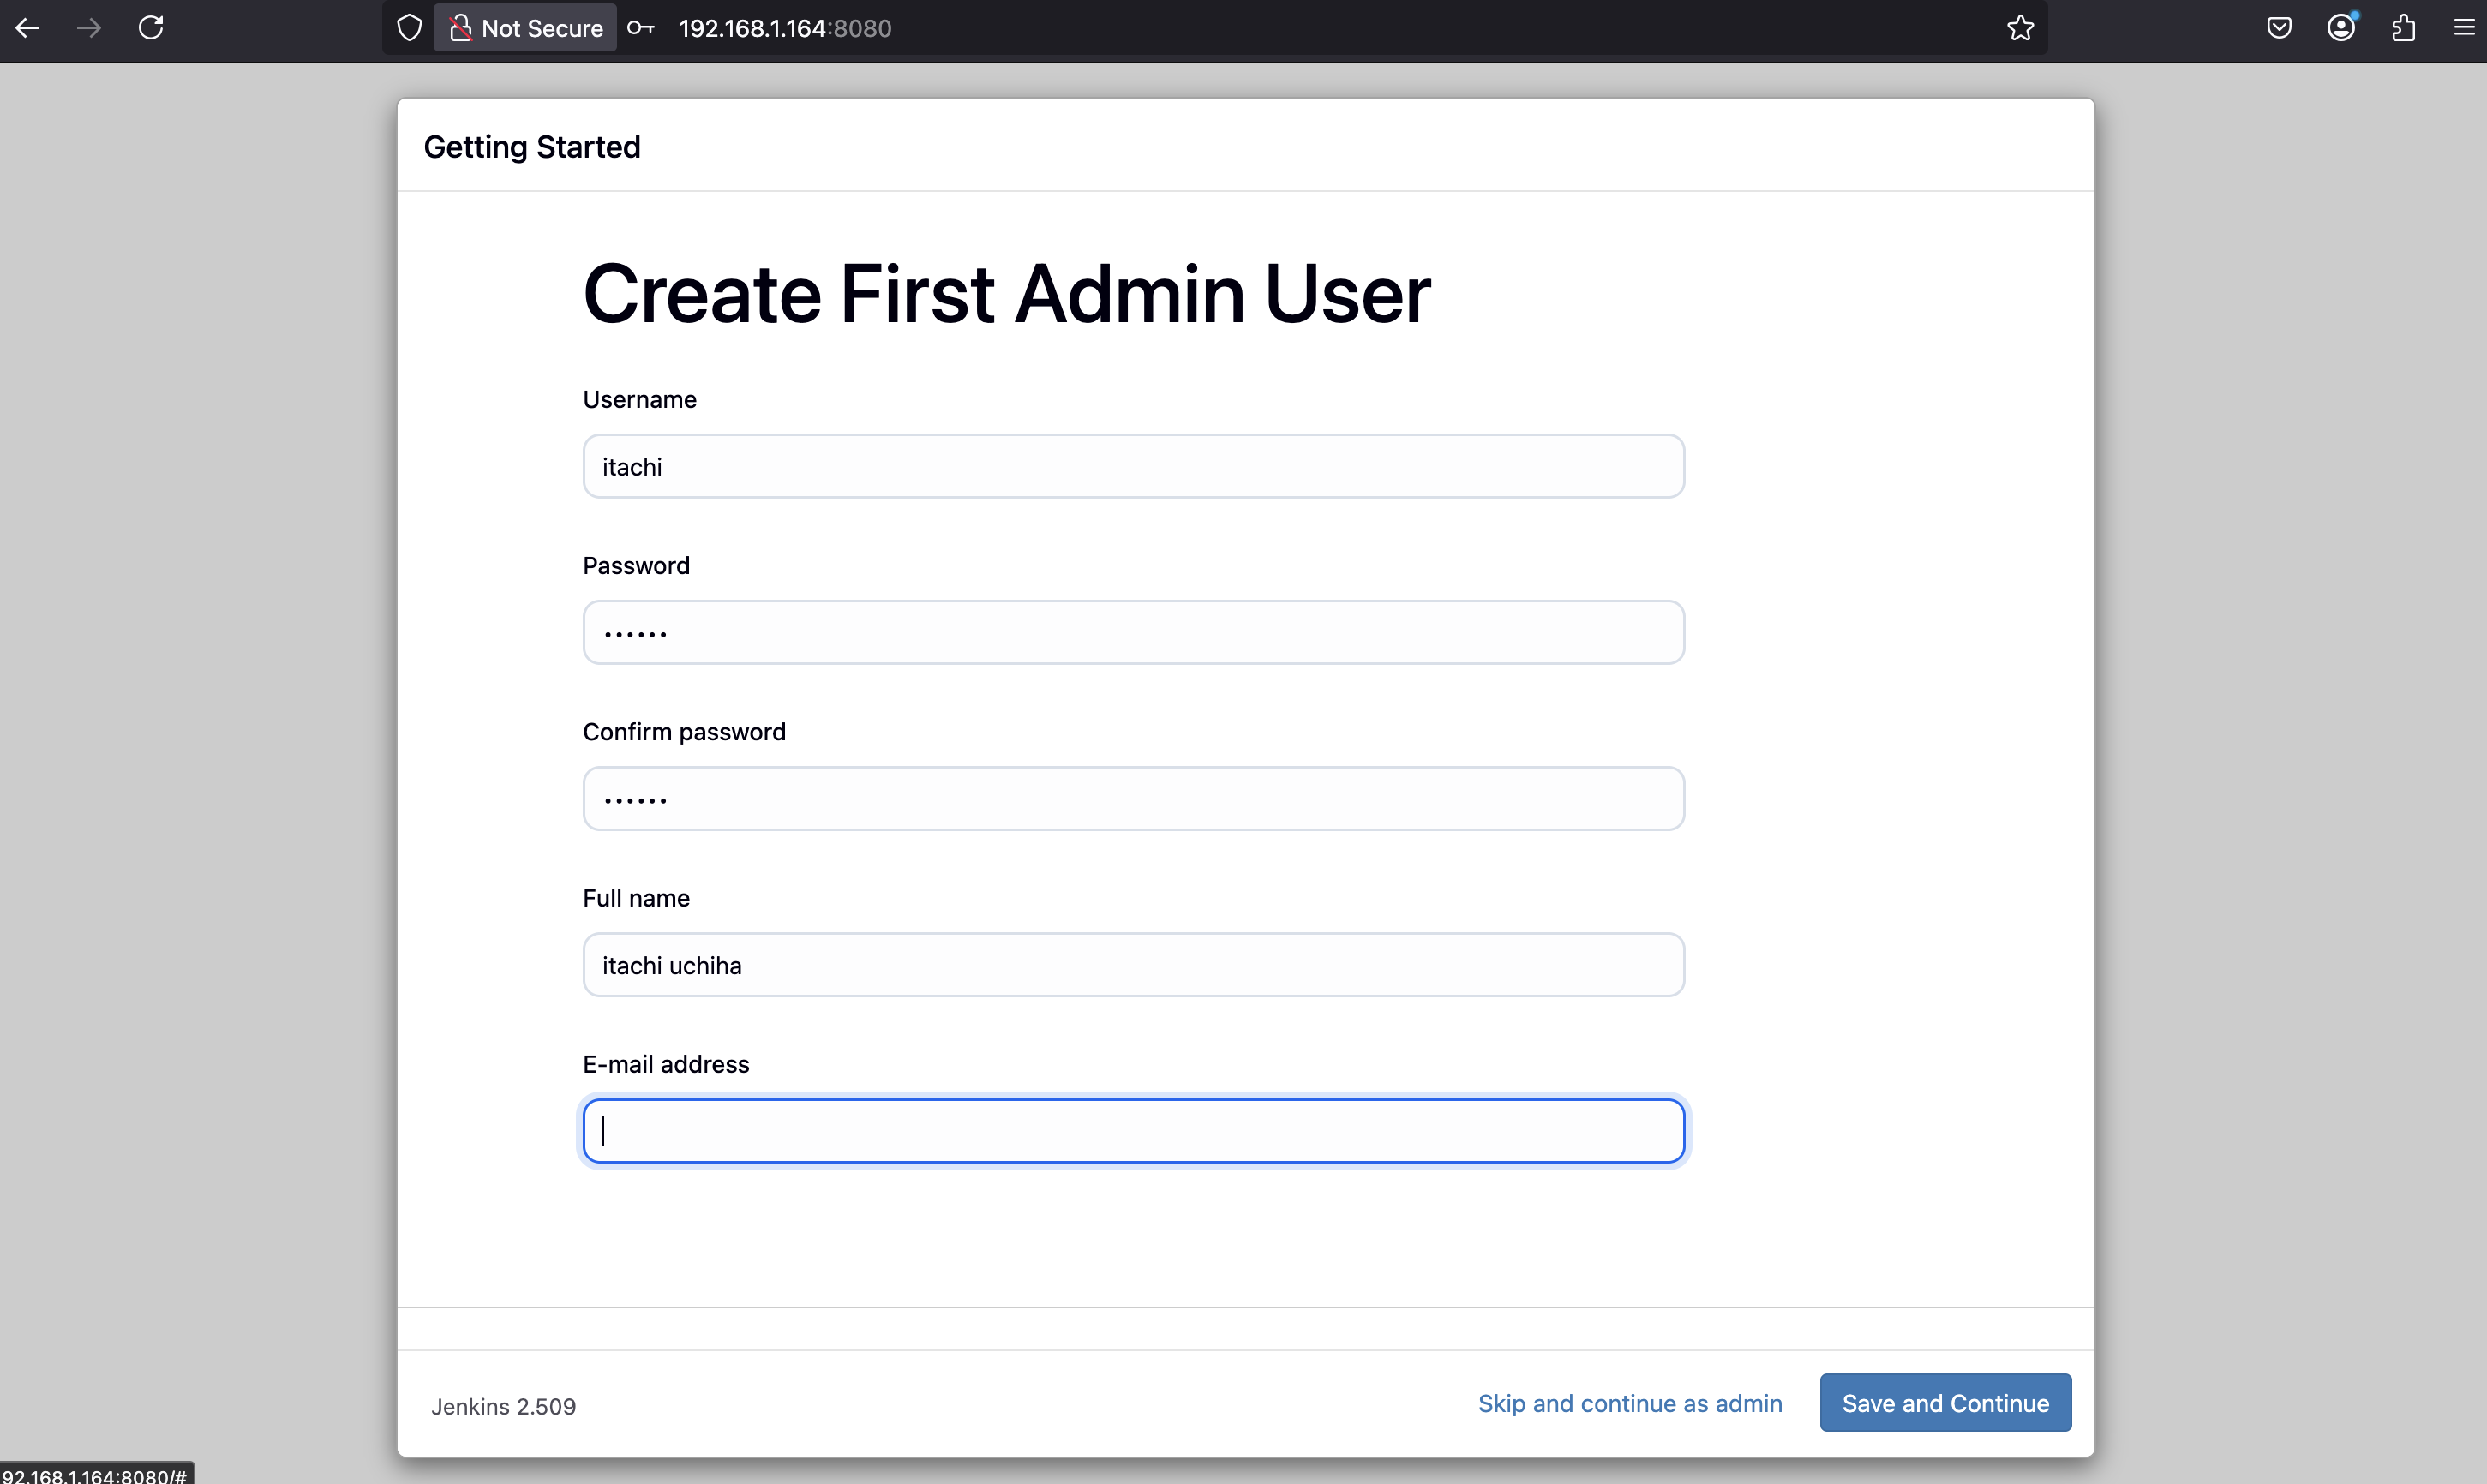 Not Secure 192.168.1.164:8080
Getting Started
Create First Admin User
Username
itachi
Password
••••••
Confirm password
••••••
Full name
itachi uchiha
E-mail address
Jenkins 2.509
Skip and continue as admin
Save and Continue
92.168.1.164:8080/#